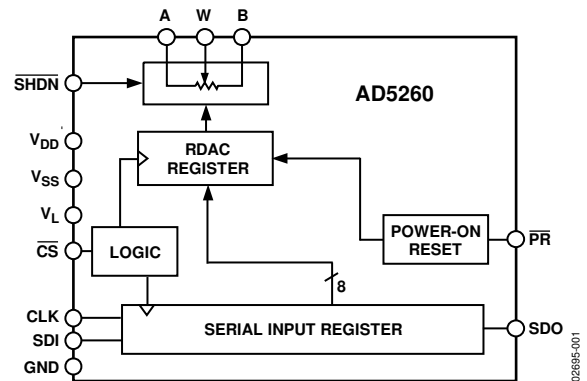 A W B
SHDN
AD5260
VDD
RDAC
REGISTER
VSS
VL
POWER-ON
RESET
PR
CS
LOGIC
8
CLK
SERIAL INPUT REGISTER
SDO
SDI
GND
02695-001